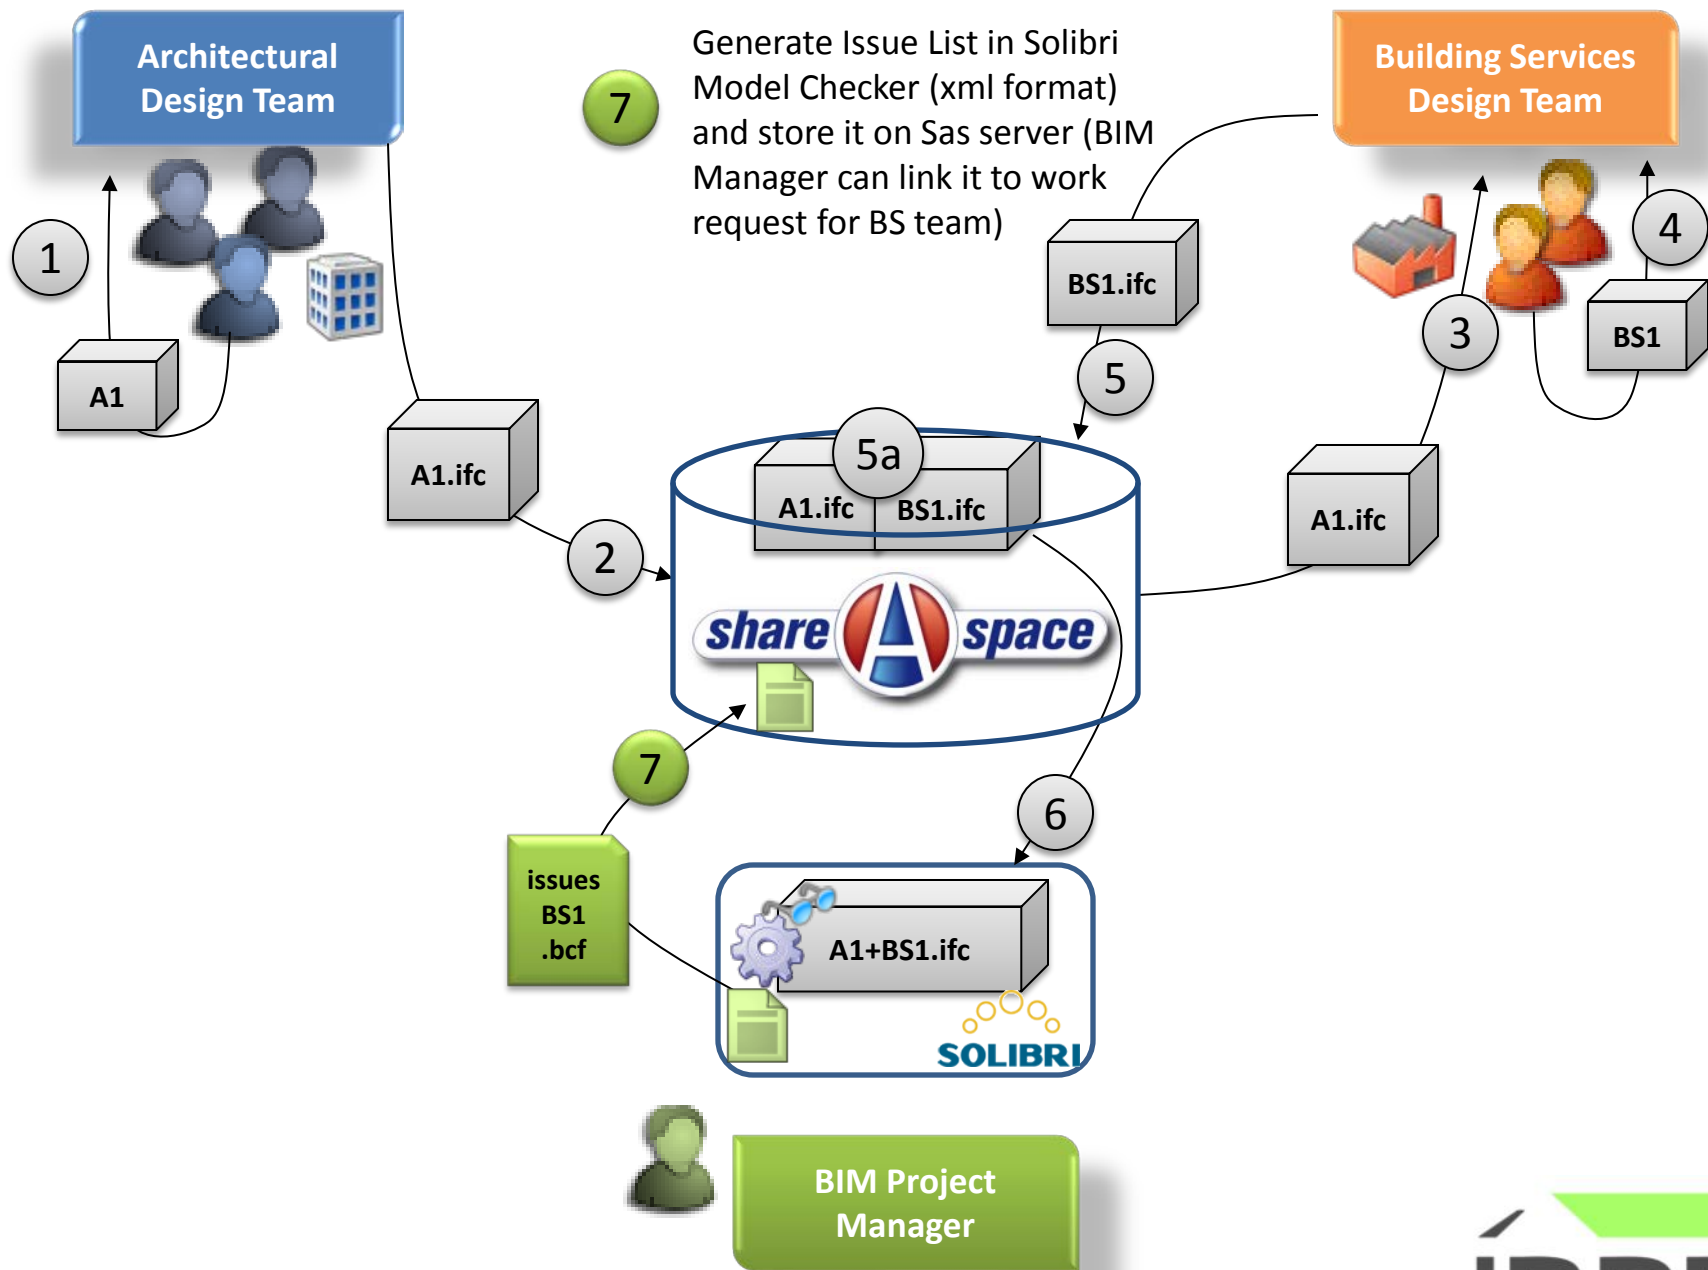 Architectural
Design Team
7
Generate Issue List in Solibri
Model Checker (xml format)
and store it on Sas server (BIM
Manager can link it to work
request for BS team)
Building Services
Design Team
1
A1
A1.ifc
2
BS1.ifc
5
3
4
BS1
A1.ifc
5a
A1.ifc
BS1.ifc
share A space
7
6
issues
BS1
.bcf
A1+BS1.ifc
SOLIBRI
BIM Project
Manager